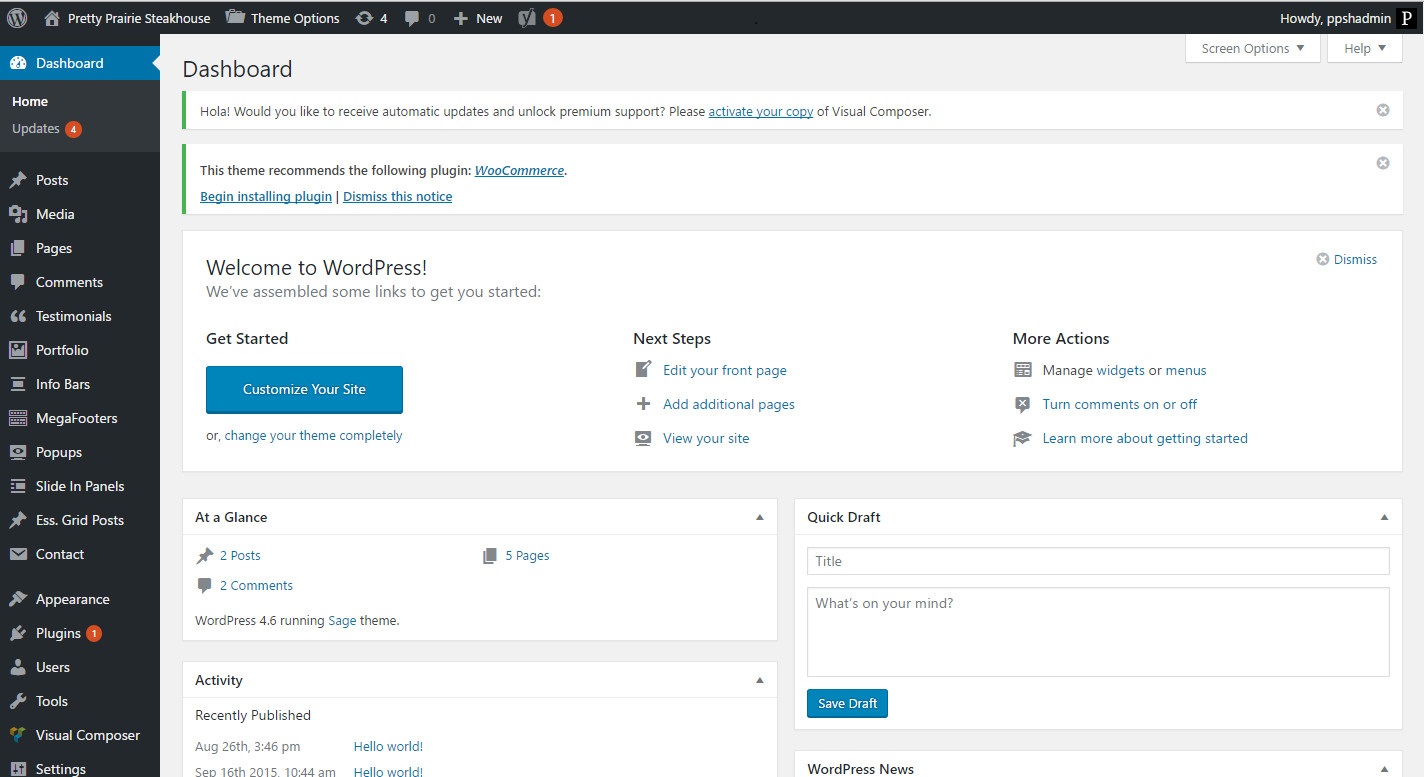 Pretty Prairie Steakhouse Theme Options 4 0 New 1 Howdy, ppshadmin P
Screen Options Help
Dashboard
Home
Updates 4
Posts
Media
Pages
Comments
Testimonials
Portfolio
Info Bars
MegaFooters
Popups
Slide In Panels
Ess. Grid Posts
Contact
Appearance
Plugins 1
Users
Tools
Visual Composer
Settings
Dashboard
Hola! Would you like to receive automatic updates and unlock premium support? Please activate your copy of Visual Composer.
This theme recommends the following plugin: WooCommerce.
Begin installing plugin | Dismiss this notice
Welcome to WordPress!
Dismiss
We've assembled some links to get you started:
Get Started
Customize Your Site
or, change your theme completely
Next Steps
Edit your front page
Add additional pages
View your site
More Actions
Manage widgets or menus
Turn comments on or off
Learn more about getting started
At a Glance
2 Posts 5 Pages
2 Comments
WordPress 4.6 running Sage theme.
Activity
Recently Published
Aug 26th, 3:46 pm Hello world!
Sep 16th 2015, 10:44 am Hello world!
Quick Draft
Title
What's on your mind?
Save Draft
WordPress News